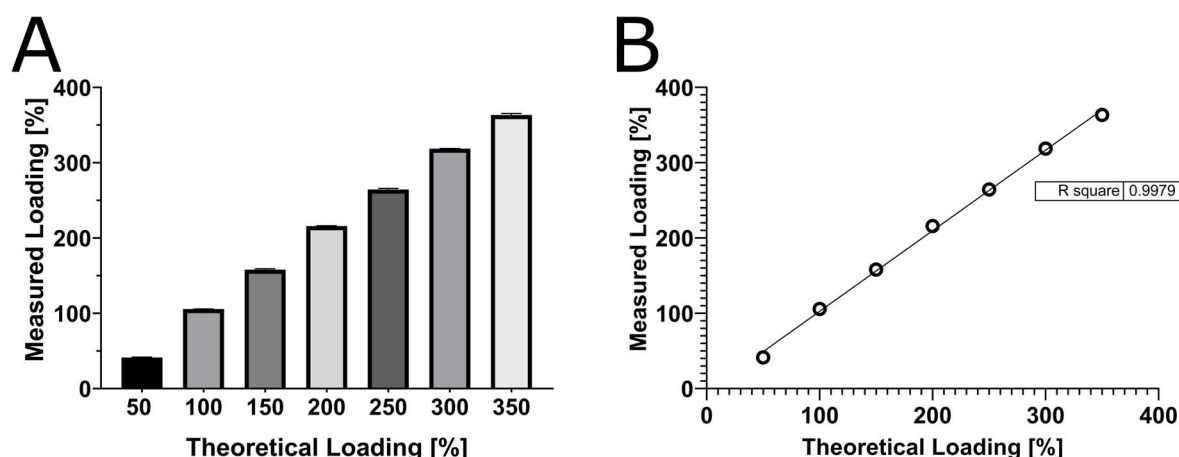 A
Measured Loading [%]
400
300
200
100
0
50 100 150 200 250 300 350
Theoretical Loading [%]
B
Measured Loading [%]
400
300
200
100
0
R square 0.9979
0 100 200 300 400
Theoretical Loading [%]